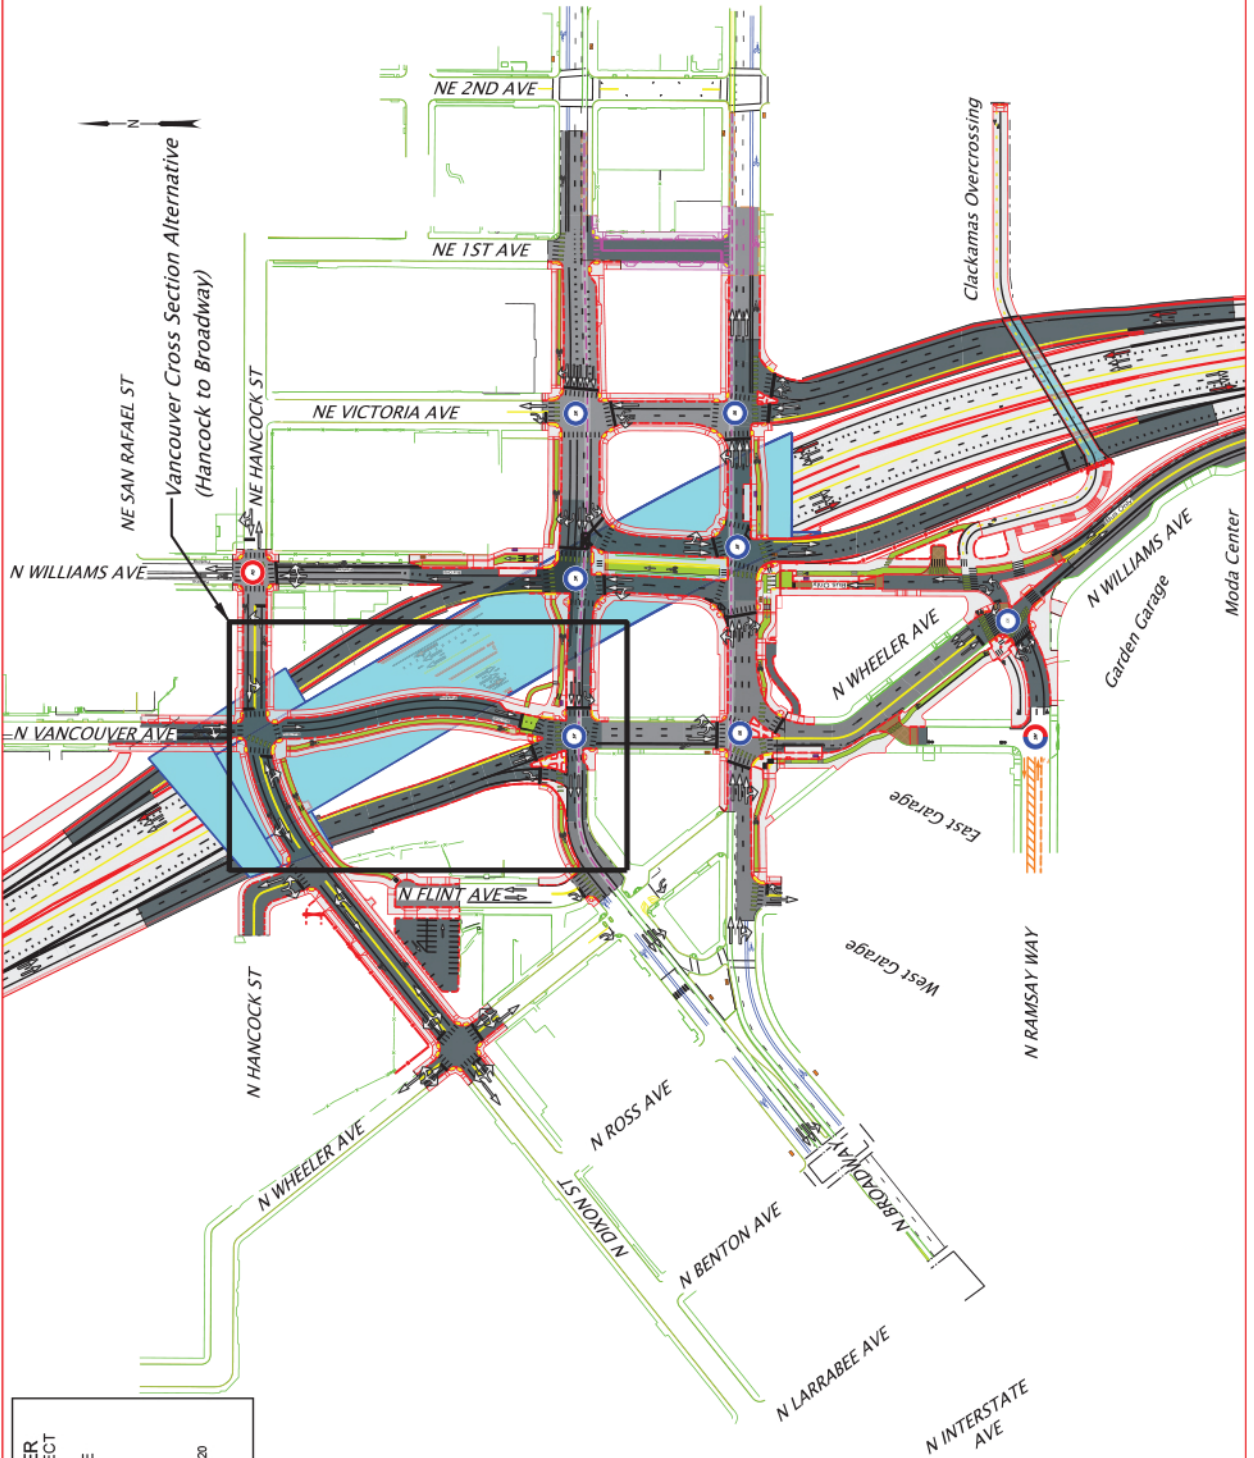 NE 2ND AVE
N
Vancouver Cross Section Alternative
(Hancock to Broadway)
Clackamas Overcrossing
NE 1ST AVE
NE SAN RAFAEL ST
NE HANCOCK ST
NE VICTORIA AVE
N WILLIAMS AVE
N WILLIAMS AVE
Moda Center
Garden Garage
N WHEELER AVE
N VANCOUVER AVE
East Garage
N FLINT AVE
West Garage
N HANCOCK ST
N RAMSAY WAY
N ROSS AVE
N WHEELER AVE
N DIXON ST
N BROADWAY
N BENTON AVE
N LARRABEE AVE
N INTERSTATE
AVE
ER
ECT
E
20